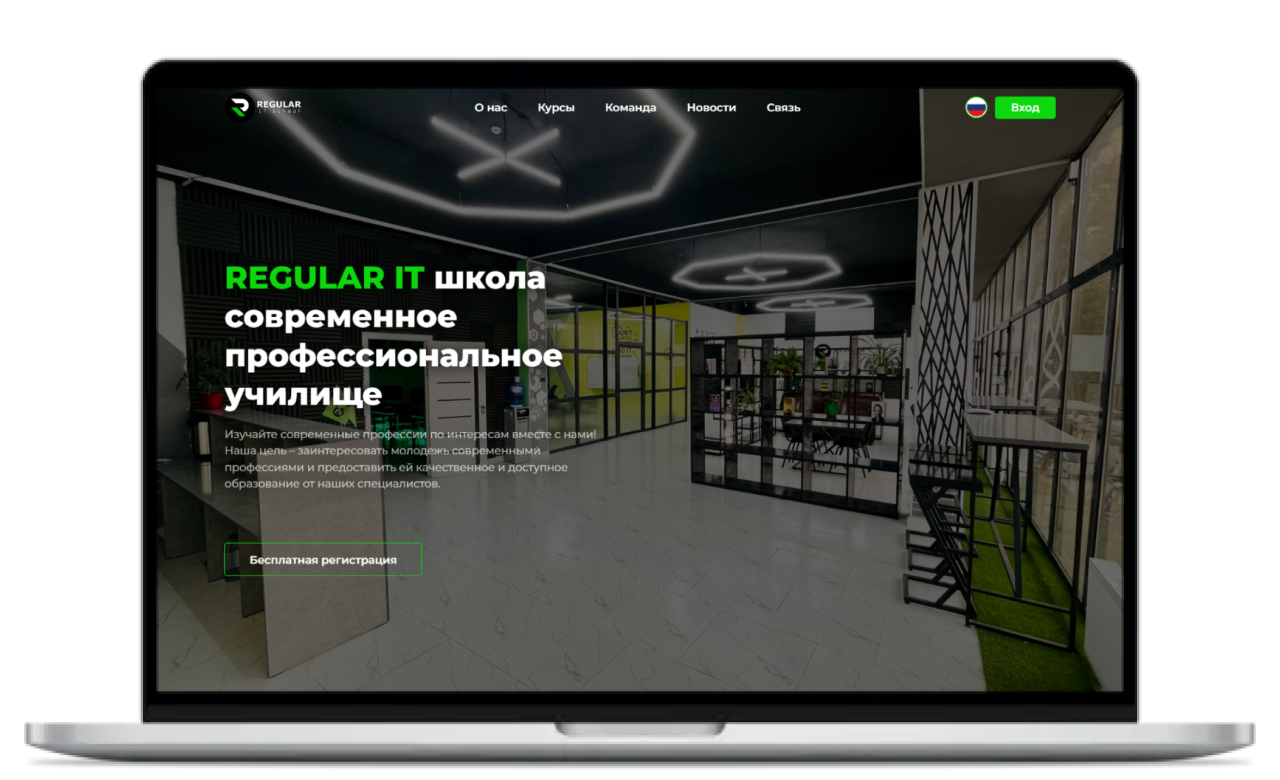 REGULAR
IT SCHOOL
О нас
Курсы
Команда
Новости
Связь
Вход
REGULAR IT школа
современное
профессиональное
училище
Изучайте современные профессии по интересам вместе с нами!
Наша цель – заинтересовать молодежь современными
профессиями и предоставить ей качественное и доступное
образование от наших специалистов.
Бесплатная регистрация